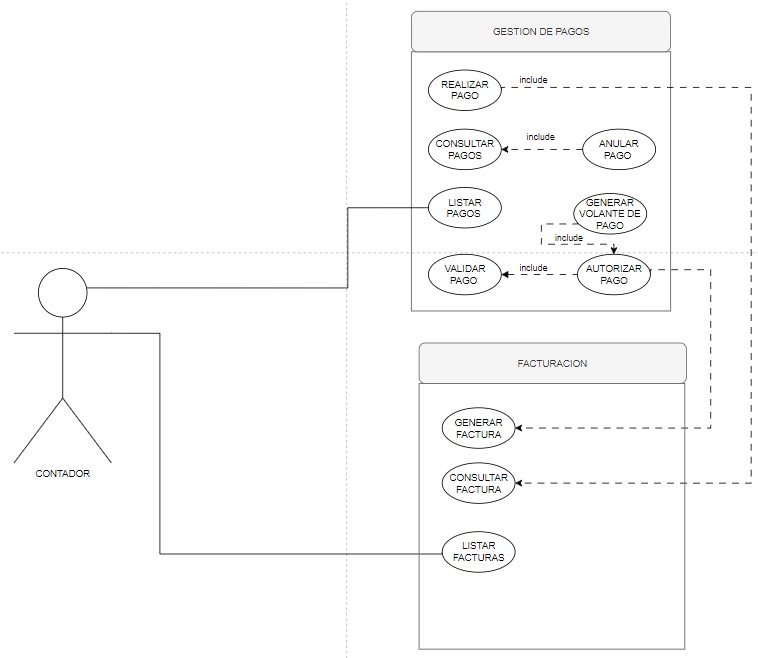 GESTION DE PAGOS
REALIZAR
PAGO
include
CONSULTAR
PAGOS
include
ANULAR
PAGO
LISTAR
PAGOS
GENERAR
VOLANTE DE
PAGO
include
VALIDAR
PAGO
include
AUTORIZAR
PAGO
FACTURACION
GENERAR
FACTURA
CONTADOR
CONSULTAR
FACTURA
LISTAR
FACTURAS